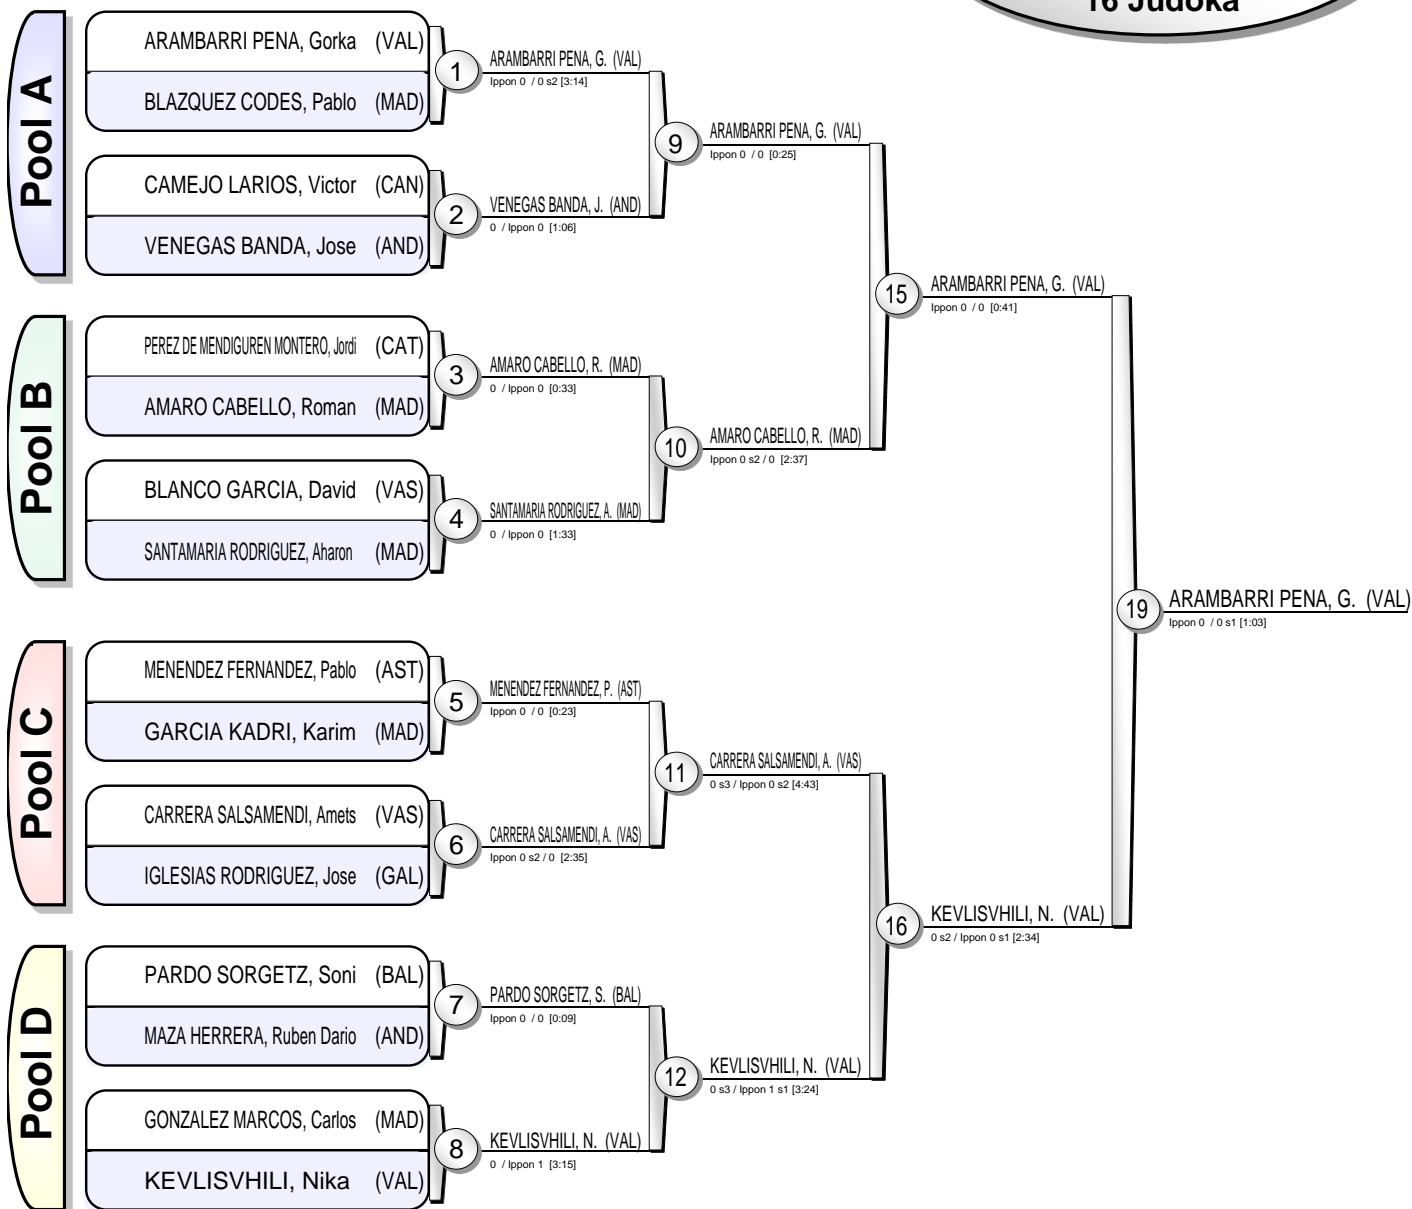 16 Judoka
Pool A
ARAMBARRI PENA, Gorka (VAL)
BLAZQUEZ CODES, Pablo (MAD)
CAMEJO LARIOS, Victor (CAN)
VENEGAS BANDA, Jose (AND)
1
ARAMBARRI PENA, G. (VAL)
Ippon 0 / 0 s2 [3:14]
2
VENEGAS BANDA, J. (AND)
0 / Ippon 0 [1:06]
9
ARAMBARRI PENA, G. (VAL)
Ippon 0 / 0 [0:25]
Pool B
PEREZ DE MENDIGUREN MONTERO, Jordi (CAT)
AMARO CABELLO, Roman (MAD)
BLANCO GARCIA, David (VAS)
SANTAMARIA RODRIGUEZ, Aharon (MAD)
3
AMARO CABELLO, R. (MAD)
0 / Ippon 0 [0:33]
4
SANTAMARIA RODRIGUEZ, A. (MAD)
0 / Ippon 0 [1:33]
10
AMARO CABELLO, R. (MAD)
Ippon 0 s2 / 0 [2:37]
15
ARAMBARRI PENA, G. (VAL)
Ippon 0 / 0 [0:41]
Pool C
MENENDEZ FERNANDEZ, Pablo (AST)
GARCIA KADRI, Karim (MAD)
CARRERA SALSAMENDI, Amets (VAS)
IGLESIAS RODRIGUEZ, Jose (GAL)
5
MENENDEZ FERNANDEZ, P. (AST)
Ippon 0 / 0 [0:23]
6
CARRERA SALSAMENDI, A. (VAS)
Ippon 0 s2 / 0 [2:35]
11
CARRERA SALSAMENDI, A. (VAS)
0 s3 / Ippon 0 s2 [4:43]
Pool D
PARDO SORGETZ, Soni (BAL)
MAZA HERRERA, Ruben Dario (AND)
GONZALEZ MARCOS, Carlos (MAD)
KEVLISVHILI, Nika (VAL)
7
PARDO SORGETZ, S. (BAL)
Ippon 0 / 0 [0:09]
8
KEVLISVHILI, N. (VAL)
0 / Ippon 1 [3:15]
12
KEVLISVHILI, N. (VAL)
0 s3 / Ippon 1 s1 [3:24]
16
KEVLISVHILI, N. (VAL)
0 s2 / Ippon 0 s1 [2:34]
19
ARAMBARRI PENA, G. (VAL)
Ippon 0 / 0 s1 [1:03]